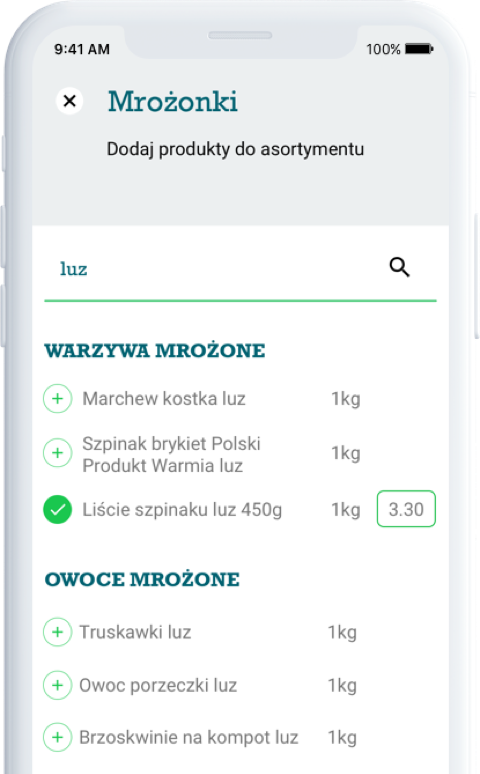 9:41 AM 100%
Mrożonki
Dodaj produkty do asortymentu
luz
WARZYWA MROŻONE
Marchew kostka luz 1kg
Szpinak brykiet Polski
Produkt Warmia luz 1kg
Liście szpinaku luz 450g 1kg 3.30
OWOCE MROŻONE
Truskawki luz 1kg
Owoc porzeczki luz 1kg
Brzoskwinie na kompot luz 1kg